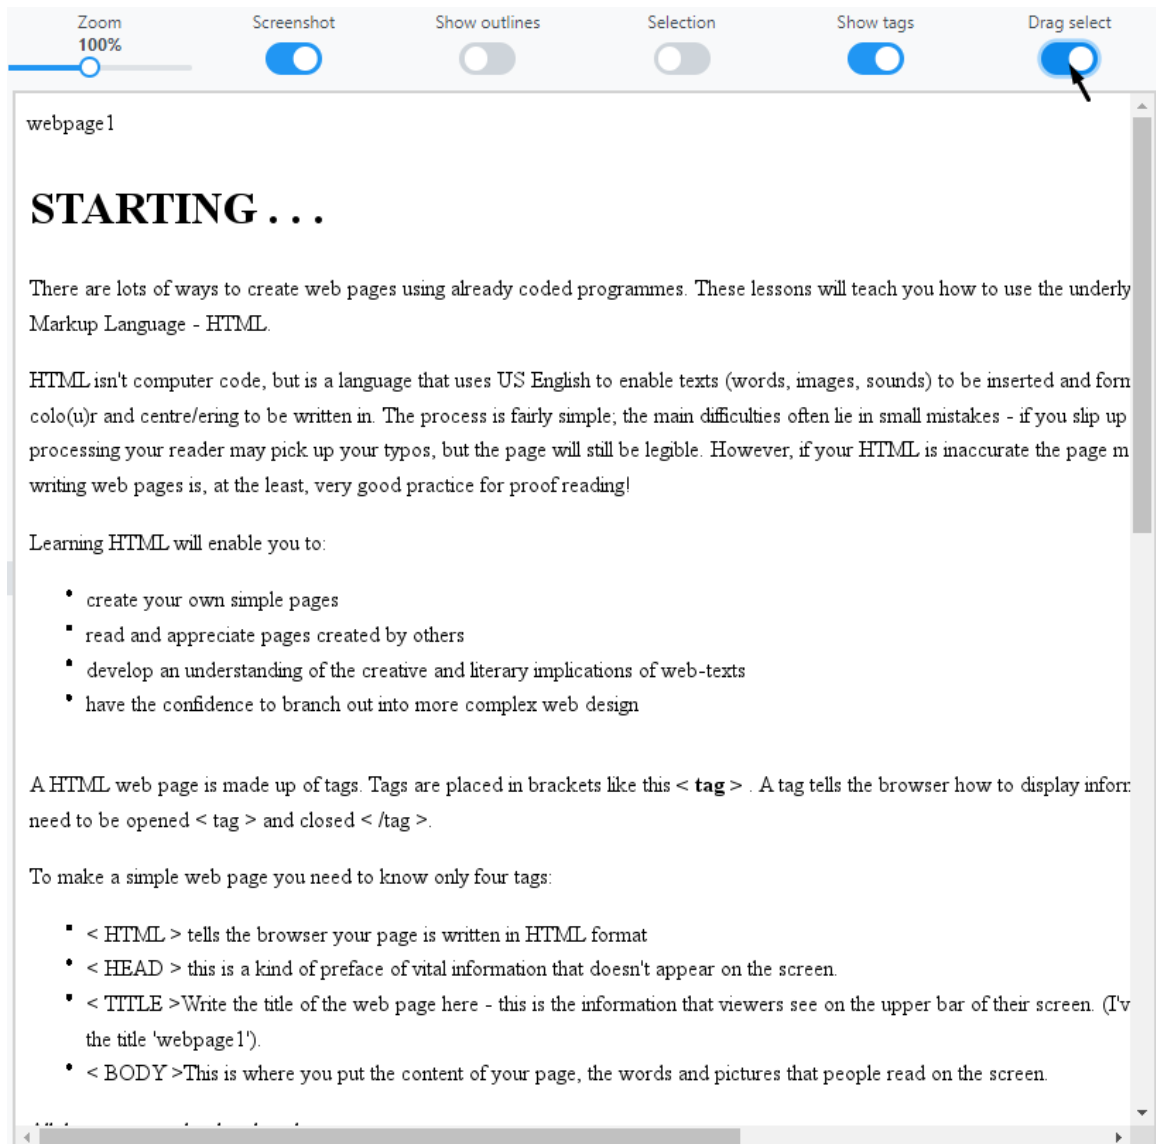 Zoom Screenshot Show outlines Selection Show tags Drag select
100%
webpage1
STARTING . . .
There are lots of ways to create web pages using already coded programmes. These lessons will teach you how to use the underly
Markup Language - HTML.
HTML isn't computer code, but is a language that uses US English to enable texts (words, images, sounds) to be inserted and
colo(u)r and centre/ering to be written in. The process is fairly simple; the main difficulties often lie in small mistakes - if you slip up
processing your reader may pick up your typos, but the page will still be legible. However, if your HTML is inaccurate the page m
writing web pages is, at the least, very good practice for proof reading!
Learning HTML will enable you to:
• create your own simple pages
• read and appreciate pages created by others
• develop an understanding of the creative and literary implications of web-texts
• have the confidence to branch out into more complex web design
A HTML web page is made up of tags. Tags are placed in brackets like this < tag > . A tag tells the browser how to display
need to be opened < tag > and closed < /tag >.
To make a simple web page you need to know only four tags:
• < HTML > tells the browser your page is written in HTML format
• < HEAD > this is a kind of preface of vital information that doesn't appear on the screen.
• < TITLE >Write the title of the web page here - this is the information that viewers see on the upper bar of their screen. (I'v
the title 'webpage1').
• < BODY >This is where you put the content of your page, the words and pictures that people read on the screen.